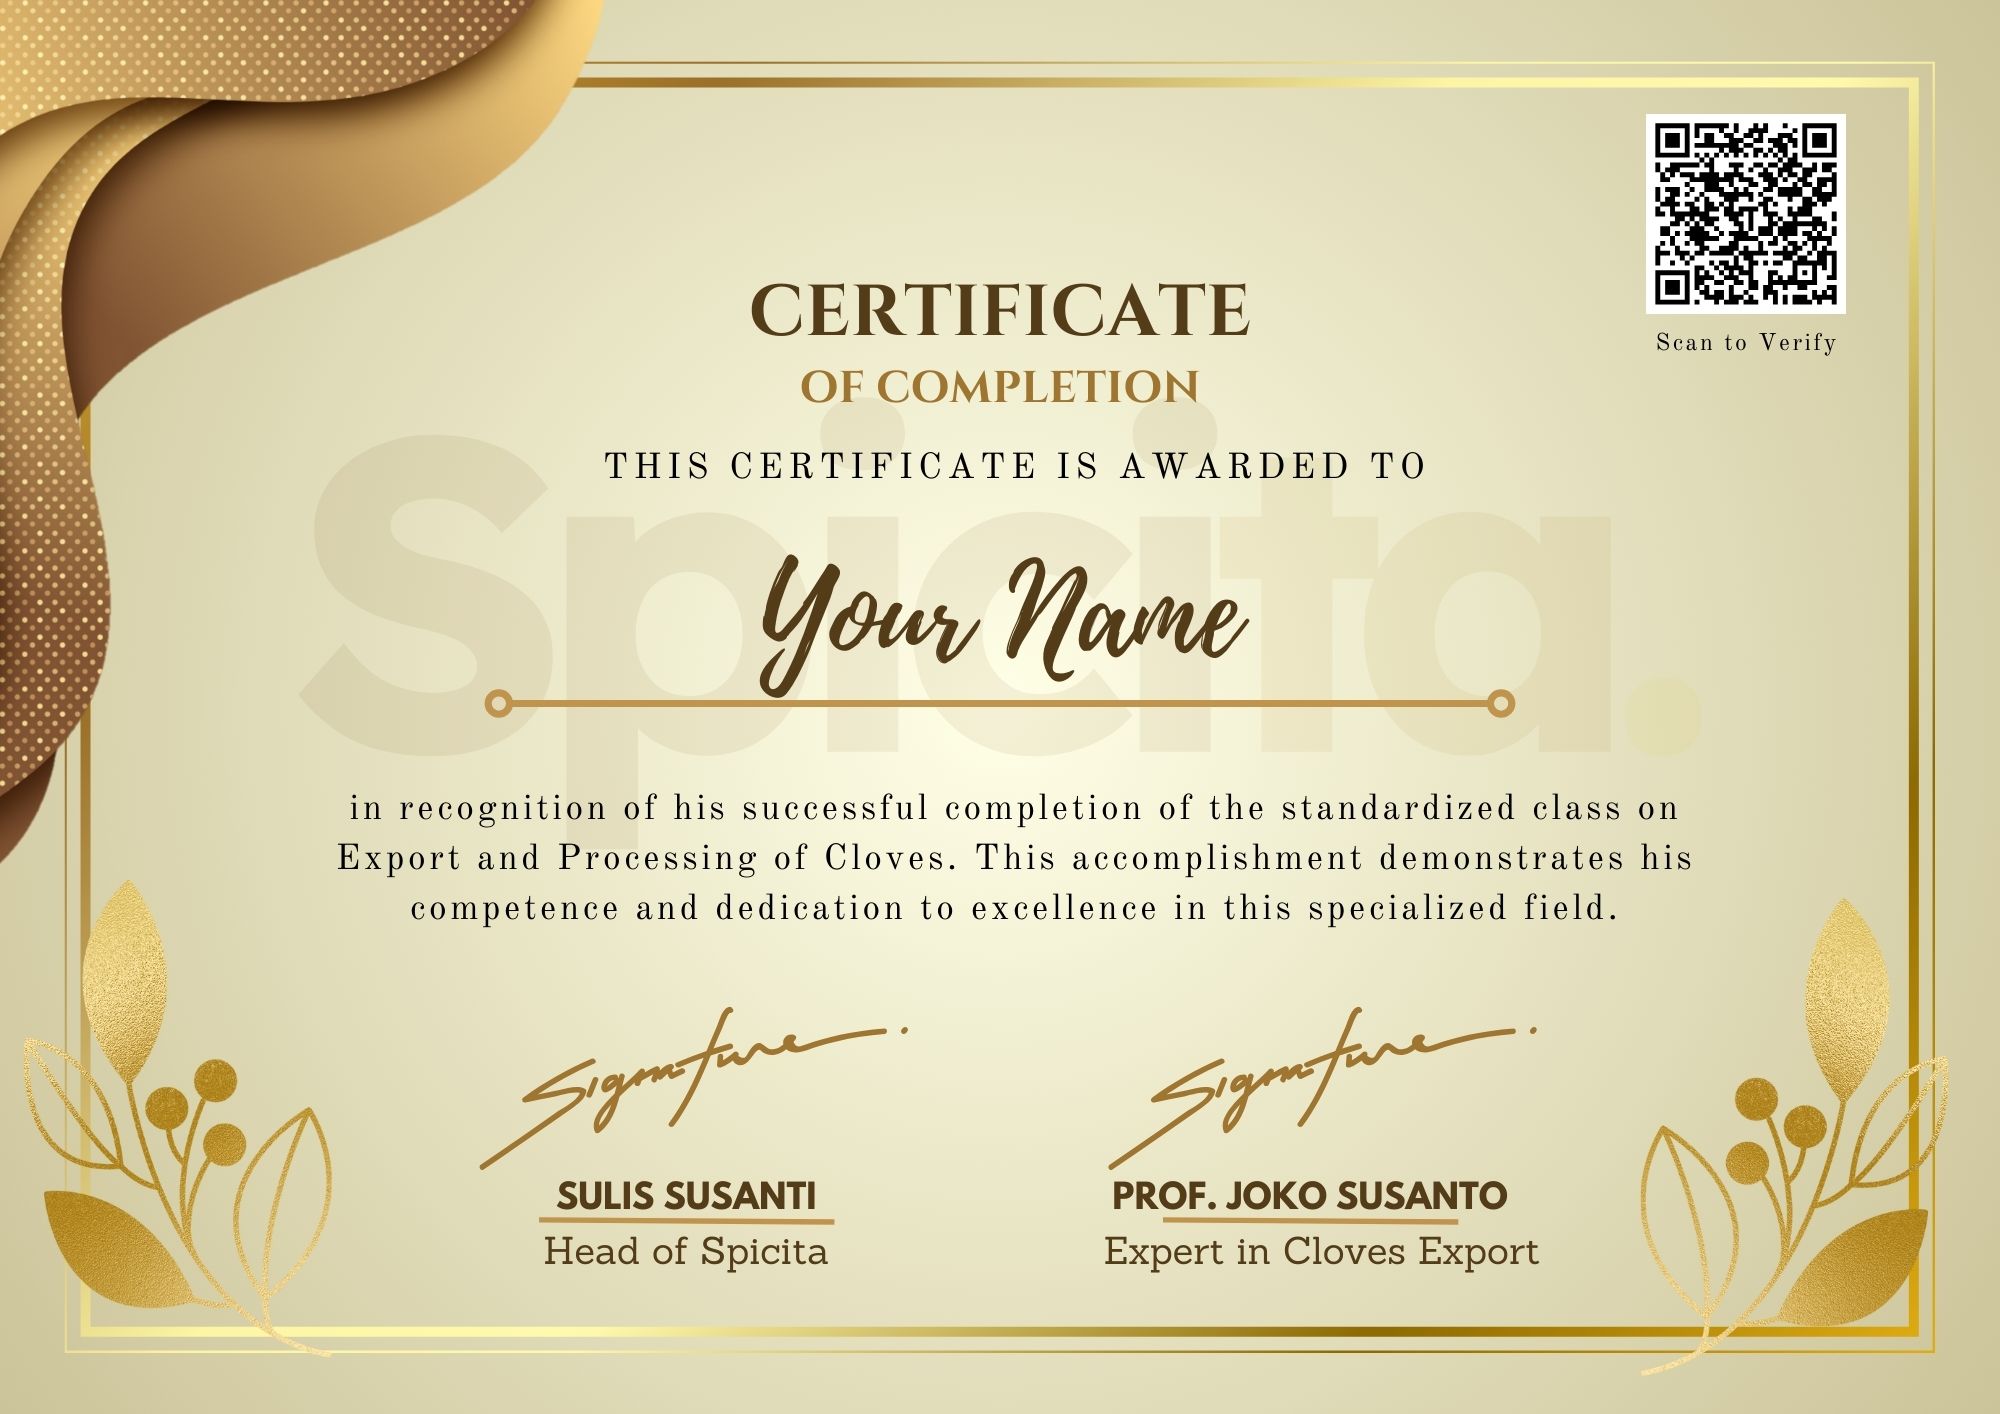 Scan to Verify
CERTIFICATE
OF COMPLETION
THIS CERTIFICATE IS AWARDED TO
Spicita.
Your Name
in recognition of his successful completion of the standardized class on
Export and Processing of Cloves. This accomplishment demonstrates his
competence and dedication to excellence in this specialized field.
Signature
Signature
SULIS SUSANTI
PROF. JOKO SUSANTO
Head of Spicita
Expert in Cloves Export